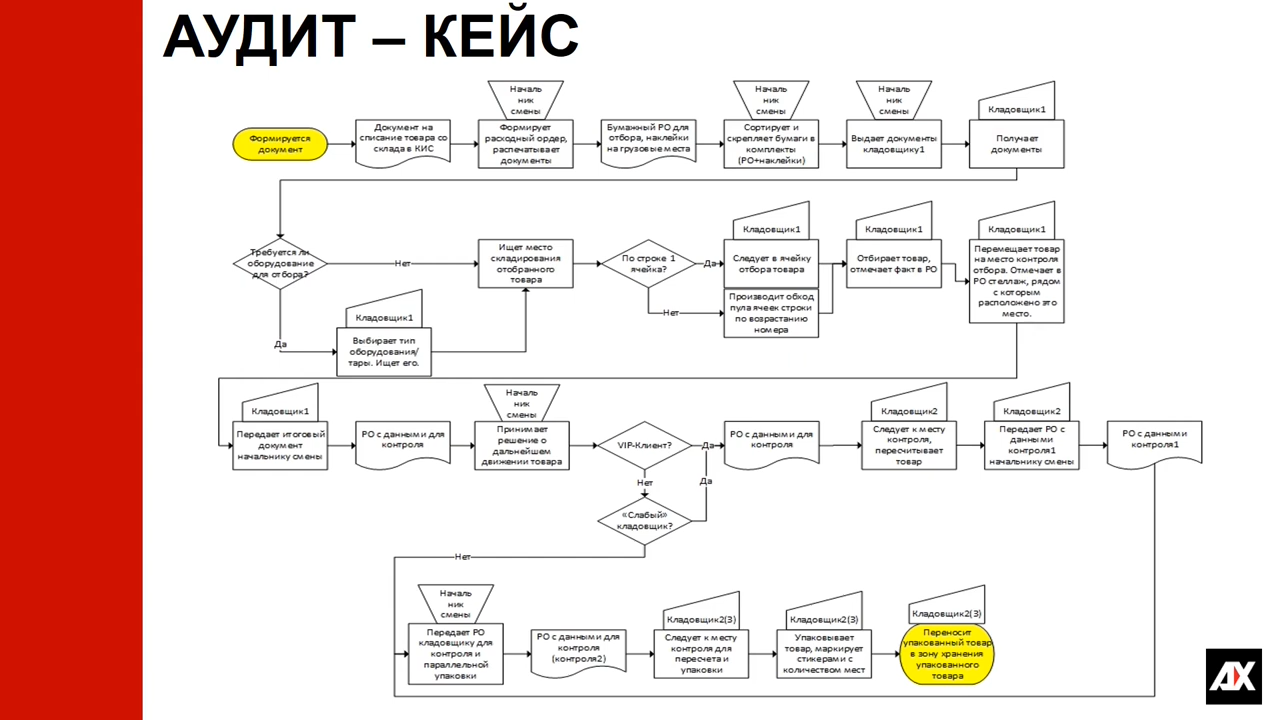 АУДИТ – КЕЙС
Началь
ник
смены
Началь
ник
смены
Началь
ник
смены
Кладовщик1
Формируется
документ
Документ на
списание товара со
склада в КИС
Формирует
расходный ордер,
распечатывает
документы
Бумажный РО для
отбора, наклейки
на грузовые места
Сортирует и
скрепляет бумаги в
комплекты
(РО+наклейки)
Выдает документы
кладовщику1
Получает
документы
Кладовщик1
Кладовщик1
Кладовщик1
Требуется ли
оборудование
для отбора?
Нет
Ищет место
складирования
отобранного
товара
По строке 1
ячейка?
Да
Следует в ячейку
отбора товара
Отбирает товар,
отмечает факт в РО
Перемещает товар
на место контроля
отбора. Отмечает в
РО стеллаж, рядом
с которым
расположено это
место.
Нет
Производит обход
пула ячеек строки
по возрастанию
номера
Да
Кладовщик1
Выбирает тип
оборудования/
тары. Ищет его.
Кладовщик1
Началь
ник
смены
Кладовщик2
Кладовщик2
Передает итоговый
документ
начальнику смены
РО с данными для
контроля
Принимает
решение о
дальнейшем
движении товара
VIP-Клиент?
Да
РО с данными для
контроля
Следует к месту
контроля,
пересчитывает
товар
Передает РО с
данными
контроля1
начальнику смены
РО с данными
контроля1
Нет
Да
«Слабый»
кладовщик?
Нет
Началь
ник
смены
Кладовщик2(3)
Кладовщик2(3)
Кладовщик2(3)
Передает РО
кладовщику для
контроля и
параллельной
упаковки
РО с данными для
контроля
(контроля2)
Следует к месту
контроля для
пересчета и
упаковки
Упаковывает
товар, маркирует
стикерами с
количеством мест
Переносит
упакованный товар
в зону хранения
упакованного
товара
AX